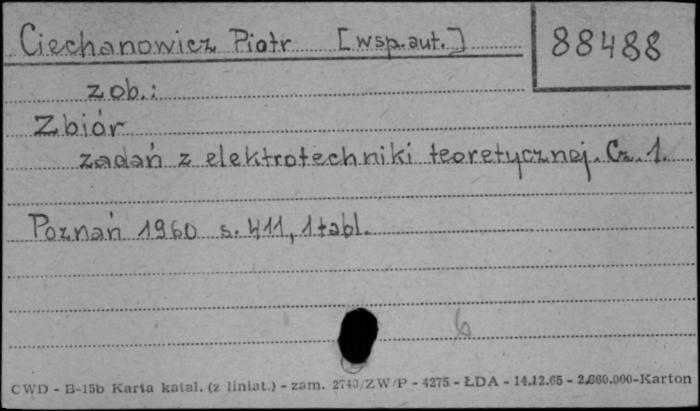 Ciechanowicz Piotr [wsp.aut.]
88488
zob.:
Zbiór
zadań z elektrotechniki teoretycznej. Cz. 1.
Poznań 1960 s. 411, 1 tabl.
6
CWD - B-15b Karta katal. (z liniat.) - zam. 2740/ZW/P - 4275 - ŁDA - 14.12.65 - 2.860.000-Karton